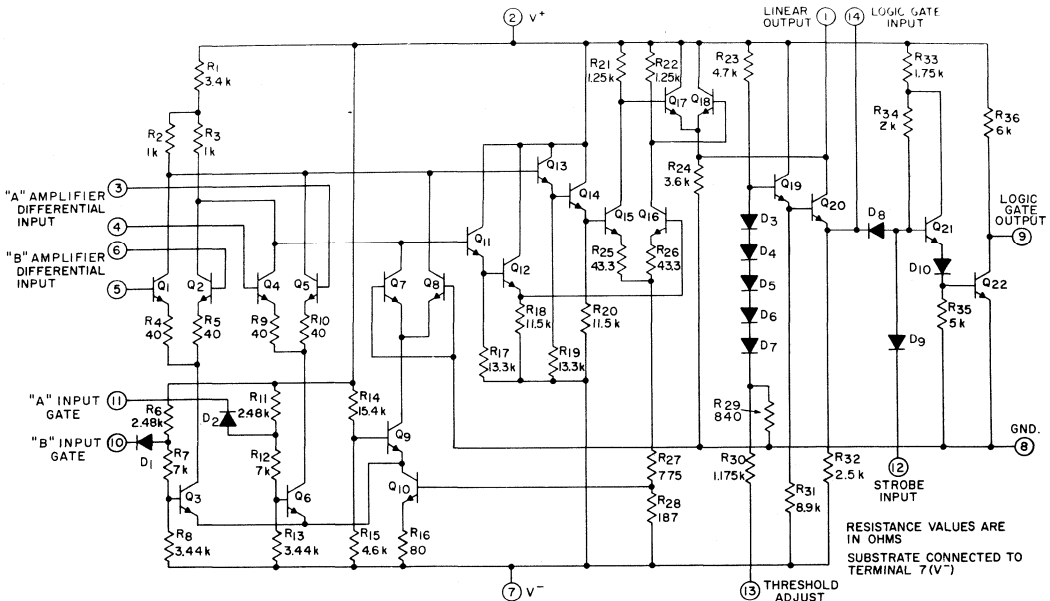 LINEAR OUTPUT
1
14
LOGIC GATE INPUT
2 V+
R1
3.4k
R21
1.25k
R22
1.25k
R23
4.7k
R33
1.75k
Q17
Q18
R2
1k
R3
1k
R34
2k
R36
6k
Q13
R24
3.6k
3
"A" AMPLIFIER
DIFFERENTIAL
INPUT
4
Q14
Q19
Q20
Q15
Q16
D3
D8
Q21
LOGIC
GATE
OUTPUT
9
6
"B" AMPLIFIER
DIFFERENTIAL
INPUT
5
Q11
Q12
R25
43.3
R26
43.3
D4
D10
Q1
Q2
Q4
Q5
Q7
Q8
D5
Q22
R4
40
R5
40
R9
40
R10
40
R18
11.5k
R20
11.5k
D6
R35
5k
D7
D9
R17
13.3k
R19
13.3k
11
"A" INPUT
GATE
R6
2.48k
D2
R11
2.48k
R14
15.4k
R29
840
"B" INPUT
GATE
10
D1
R7
7k
R12
7k
Q9
GND.
8
R27
775
R30
1.175k
R32
2.5k
12
STROBE
INPUT
Q3
Q6
Q10
R28
187
R31
8.9k
R8
3.44k
R13
3.44k
R15
4.6k
R16
80
RESISTANCE VALUES ARE
IN OHMS
SUBSTRATE CONNECTED TO
TERMINAL 7 (V-)
7 V-
13
THRESHOLD
ADJUST